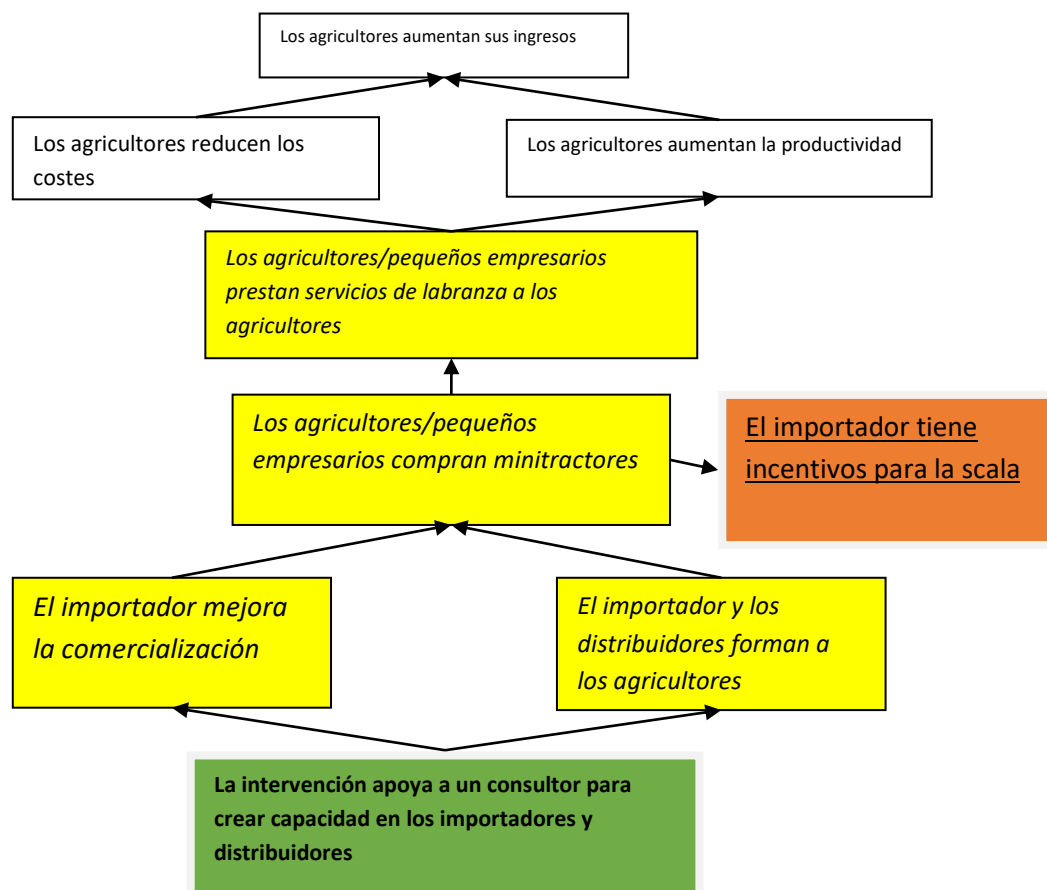 Los agricultores aumentan sus ingresos
Los agricultores reducen los
costes
Los agricultores aumentan la productividad
Los agricultores/pequeños empresarios
prestan servicios de labranza a los
agricultores
Los agricultores/pequeños
empresarios compran minitractores
El importador tiene
incentivos para la scala
El importador mejora
la comercialización
El importador y los
distribuidores forman a
los agricultores
La intervención apoya a un consultor para
crear capacidad en los importadores y
distribuidores